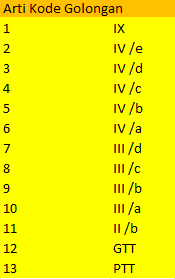 Arti Kode Golongan
1 IX
2 IV /e
3 IV /d
4 IV /c
5 IV /b
6 IV /a
7 III /d
8 III /c
9 III /b
10 III /a
11 II /b
12 GTT
13 PTT